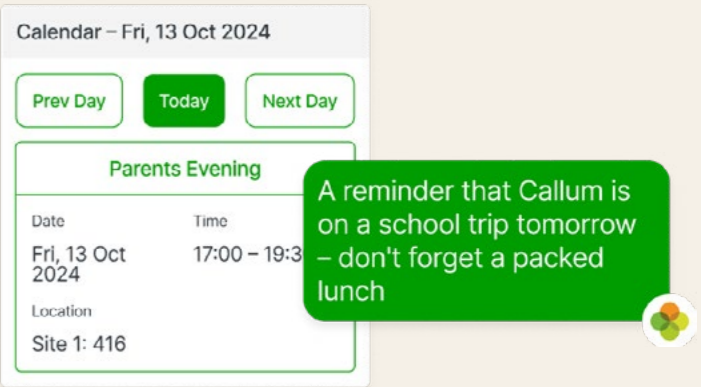 Calendar – Fri, 13 Oct 2024
Prev Day
Today
Next Day
Parents Evening
Date
Time
Fri, 13 Oct
2024
17:00 – 19:3
Location
Site 1: 416
A reminder that Callum is
on a school trip tomorrow
– don't forget a packed
lunch